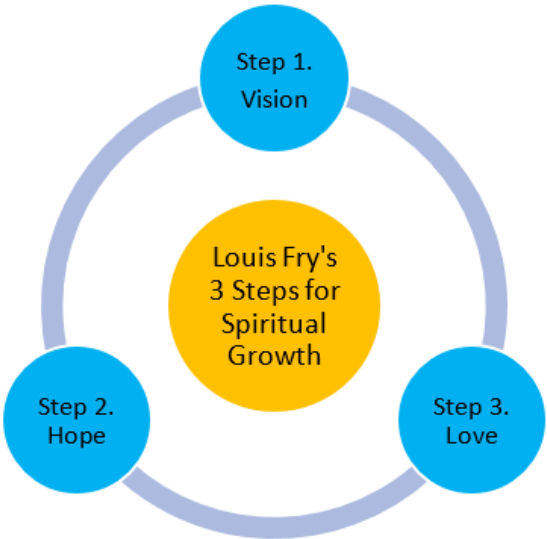 Step 1.
Vision
Louis Fry's
3 Steps for
Spiritual
Growth
Step 2.
Hope
Step 3.
Love